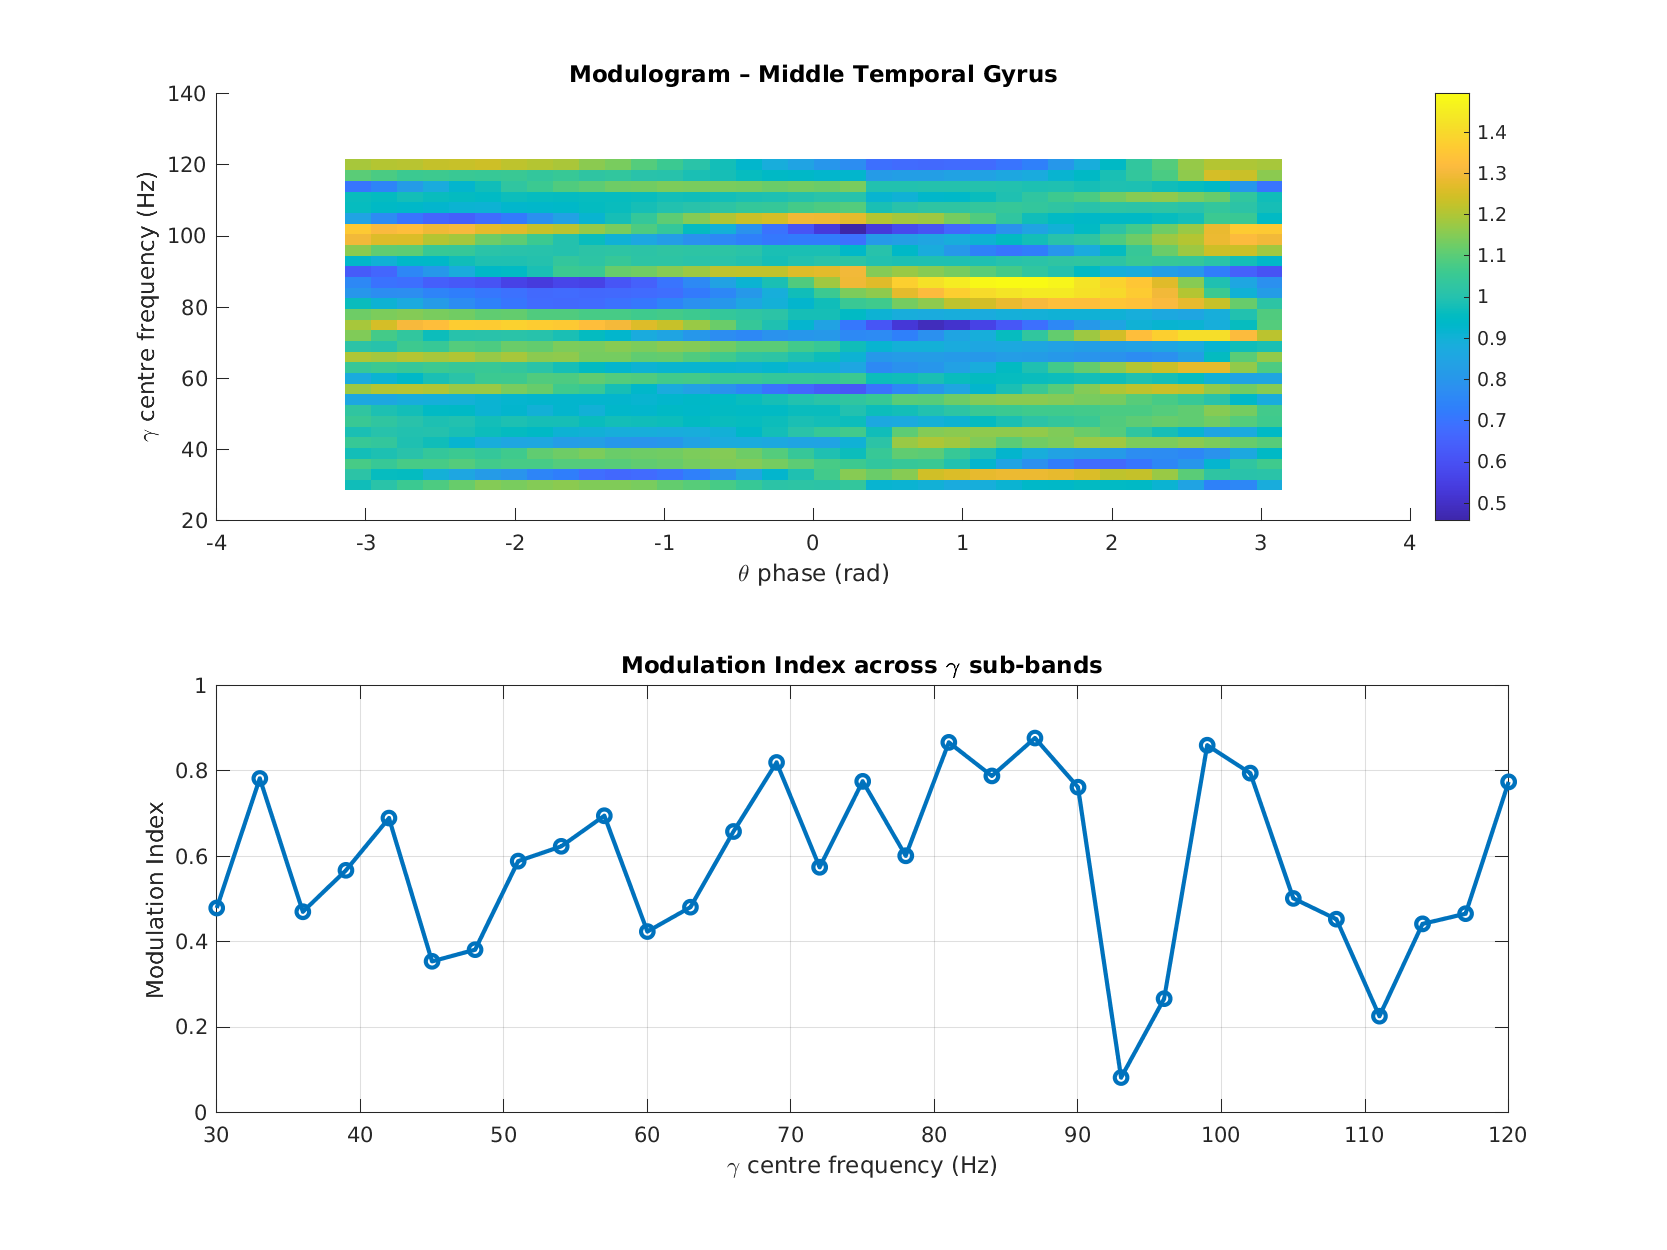 Modulogram – Middle Temporal Gyrus
γ centre frequency (Hz)
140
120
100
80
60
40
20
-4 -3 -2 -1 0 1 2 3 4
θ phase (rad)
1.4
1.3
1.2
1.1
1
0.9
0.8
0.7
0.6
0.5
Modulation Index across γ sub-bands
Modulation Index
1
0.8
0.6
0.4
0.2
0
30 40 50 60 70 80 90 100 110 120
γ centre frequency (Hz)